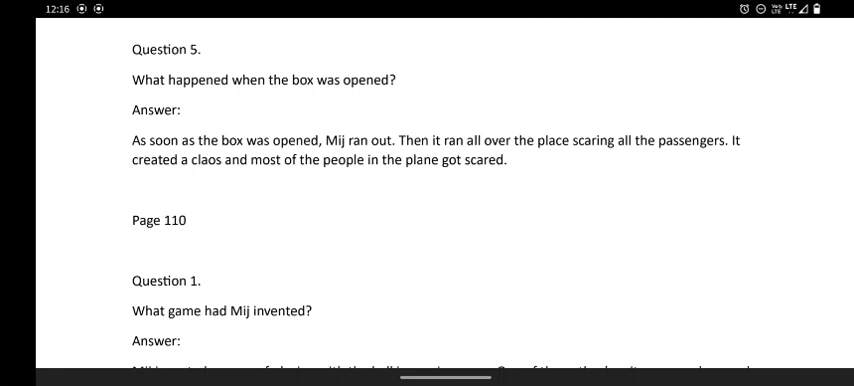 12:16
Question 5.
What happened when the box was opened?
Answer:
As soon as the box was opened, Mij ran out. Then it ran all over the place scaring all the passengers. It
created a claos and most of the people in the plane got scared.
Page 110
Question 1.
What game had Mij invented?
Answer: